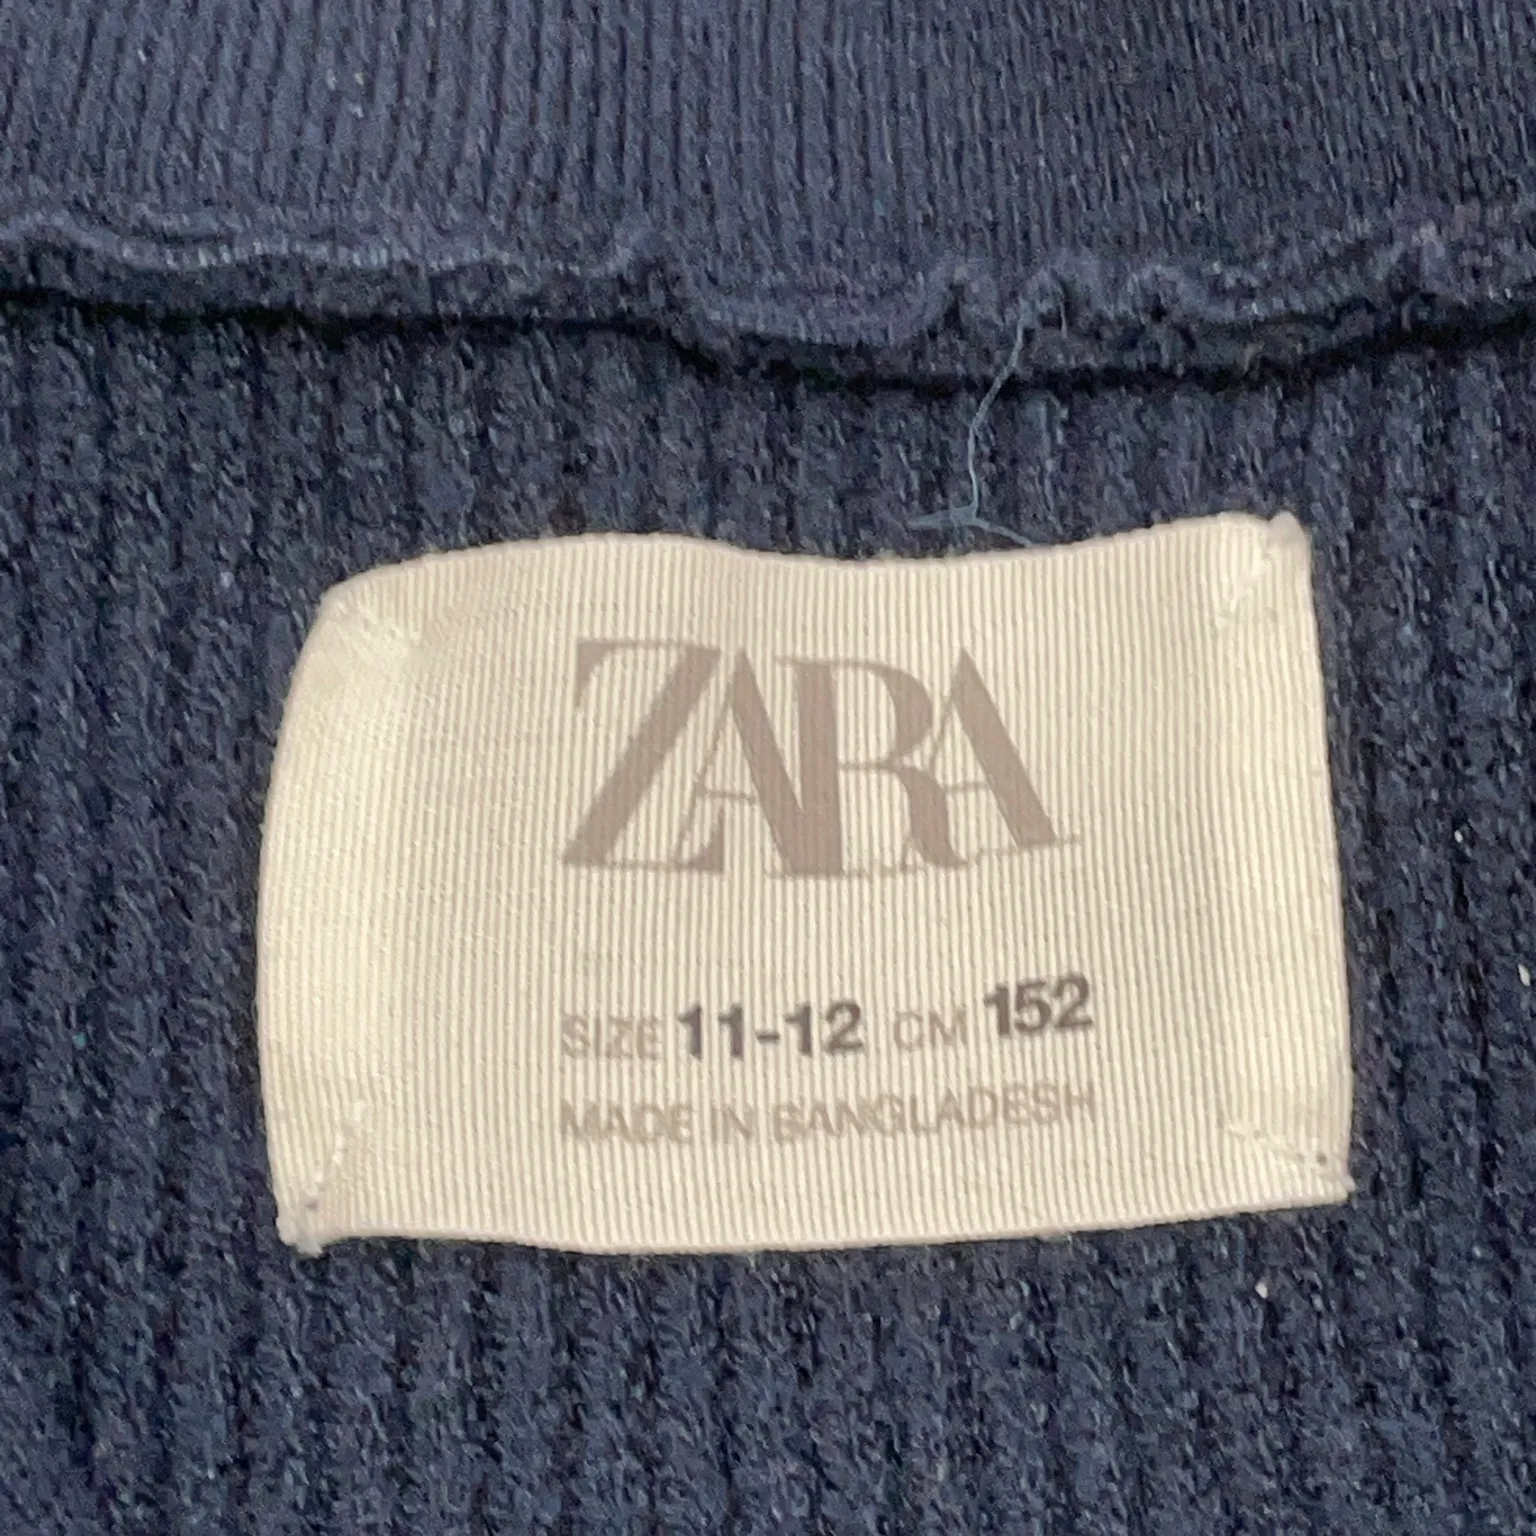 ZARA
SIZE 11-12 CM 152
MADE IN BANGLADESH